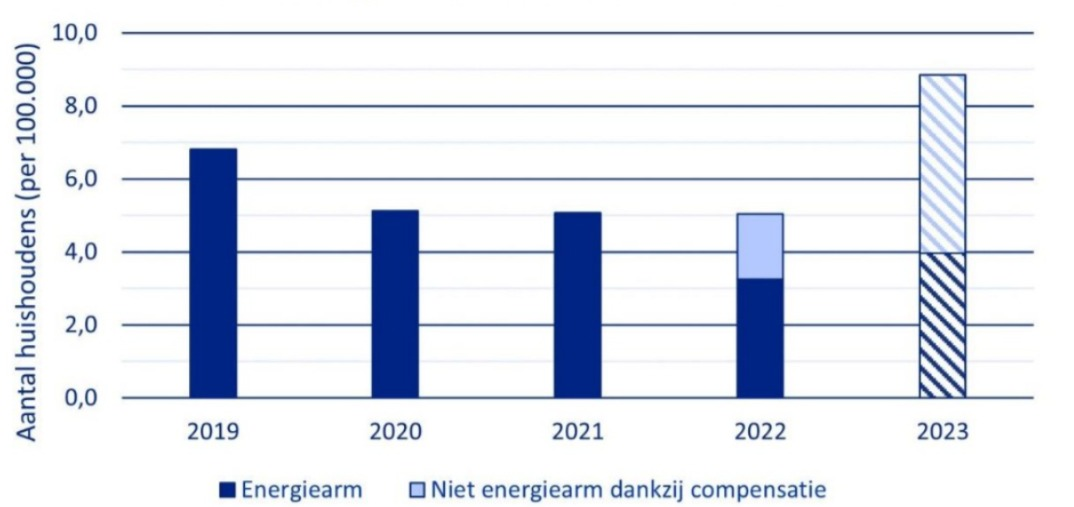 10,0
8,0
6,0
4,0
2,0
0,0
Aantal huishoudens (per 100.000)
2019 2020 2021 2022 2023
Energiearm Niet energiearm dankzij compensatie